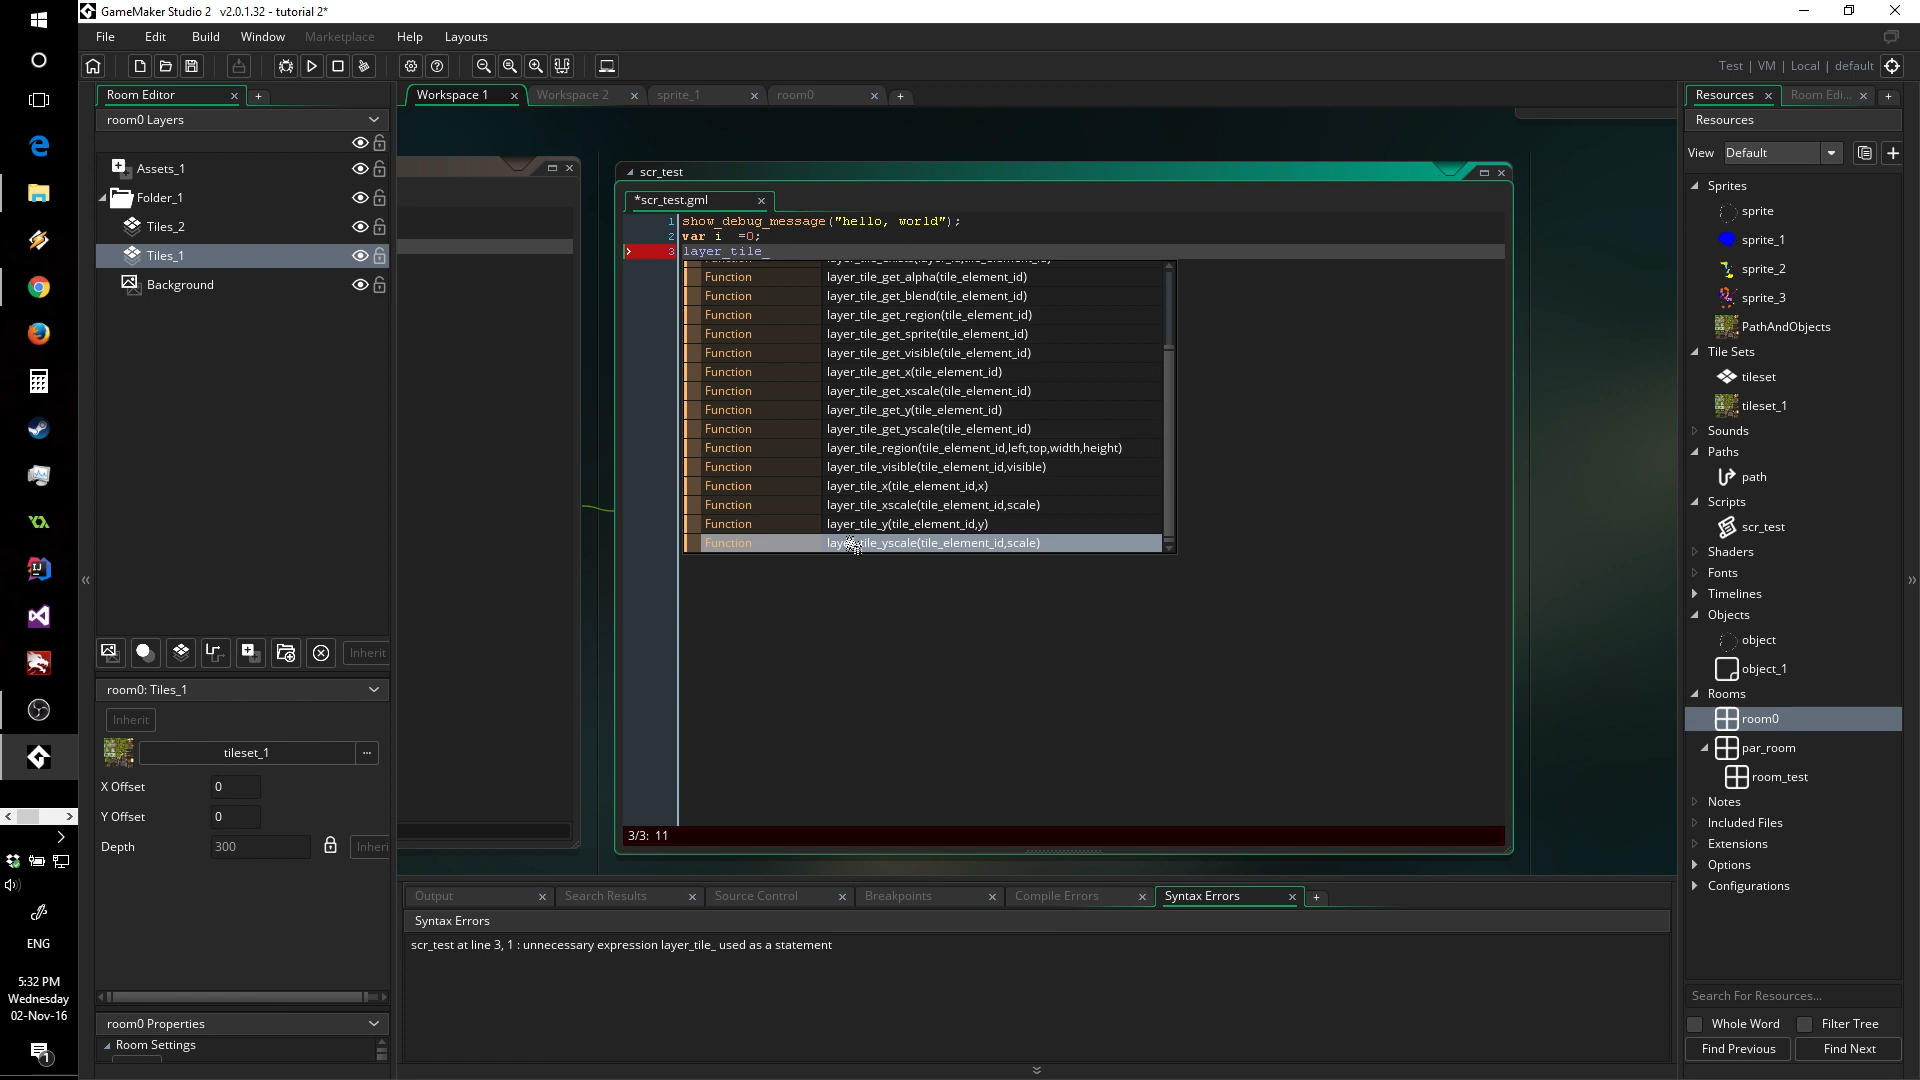 GameMaker Studio 2 v2.0.1.32 - tutorial 2*
File Edit Build Window Marketplace Help Layouts
Test | VM | Local | default
Room Editor
room0 Layers
Assets_1
Folder_1
Tiles_2
Tiles_1
Background
Inherit
room0: Tiles_1
Inherit
tileset_1
...
X Offset 0
Y Offset 0
Depth 300
Inheri
room0 Properties
Room Settings
Workspace 1
Workspace 2
sprite_1
room0
scr_test
*scr_test.gml
1 show_debug_message("hello, world");
2 var i =0;
3 layer_tile_
Function layer_tile_get_alpha(tile_element_id)
Function layer_tile_get_blend(tile_element_id)
Function layer_tile_get_region(tile_element_id)
Function layer_tile_get_sprite(tile_element_id)
Function layer_tile_get_visible(tile_element_id)
Function layer_tile_get_x(tile_element_id)
Function layer_tile_get_xscale(tile_element_id)
Function layer_tile_get_y(tile_element_id)
Function layer_tile_get_yscale(tile_element_id)
Function layer_tile_region(tile_element_id,left,top,width,height)
Function layer_tile_visible(tile_element_id,visible)
Function layer_tile_x(tile_element_id,x)
Function layer_tile_xscale(tile_element_id,scale)
Function layer_tile_y(tile_element_id,y)
Function layer_tile_yscale(tile_element_id,scale)
3/3: 11
Output
Search Results
Source Control
Breakpoints
Compile Errors
Syntax Errors
Syntax Errors
scr_test at line 3, 1 : unnecessary expression layer_tile_ used as a statement
Resources
Room Edi...
Resources
View Default
Sprites
sprite
sprite_1
sprite_2
sprite_3
PathAndObjects
Tile Sets
tileset
tileset_1
Sounds
Paths
path
Scripts
scr_test
Shaders
Fonts
Timelines
Objects
object
object_1
Rooms
room0
par_room
room_test
Notes
Included Files
Extensions
Options
Configurations
Search For Resources...
Whole Word Filter Tree
Find Previous Find Next
ENG
5:32 PM
Wednesday
02-Nov-16
1